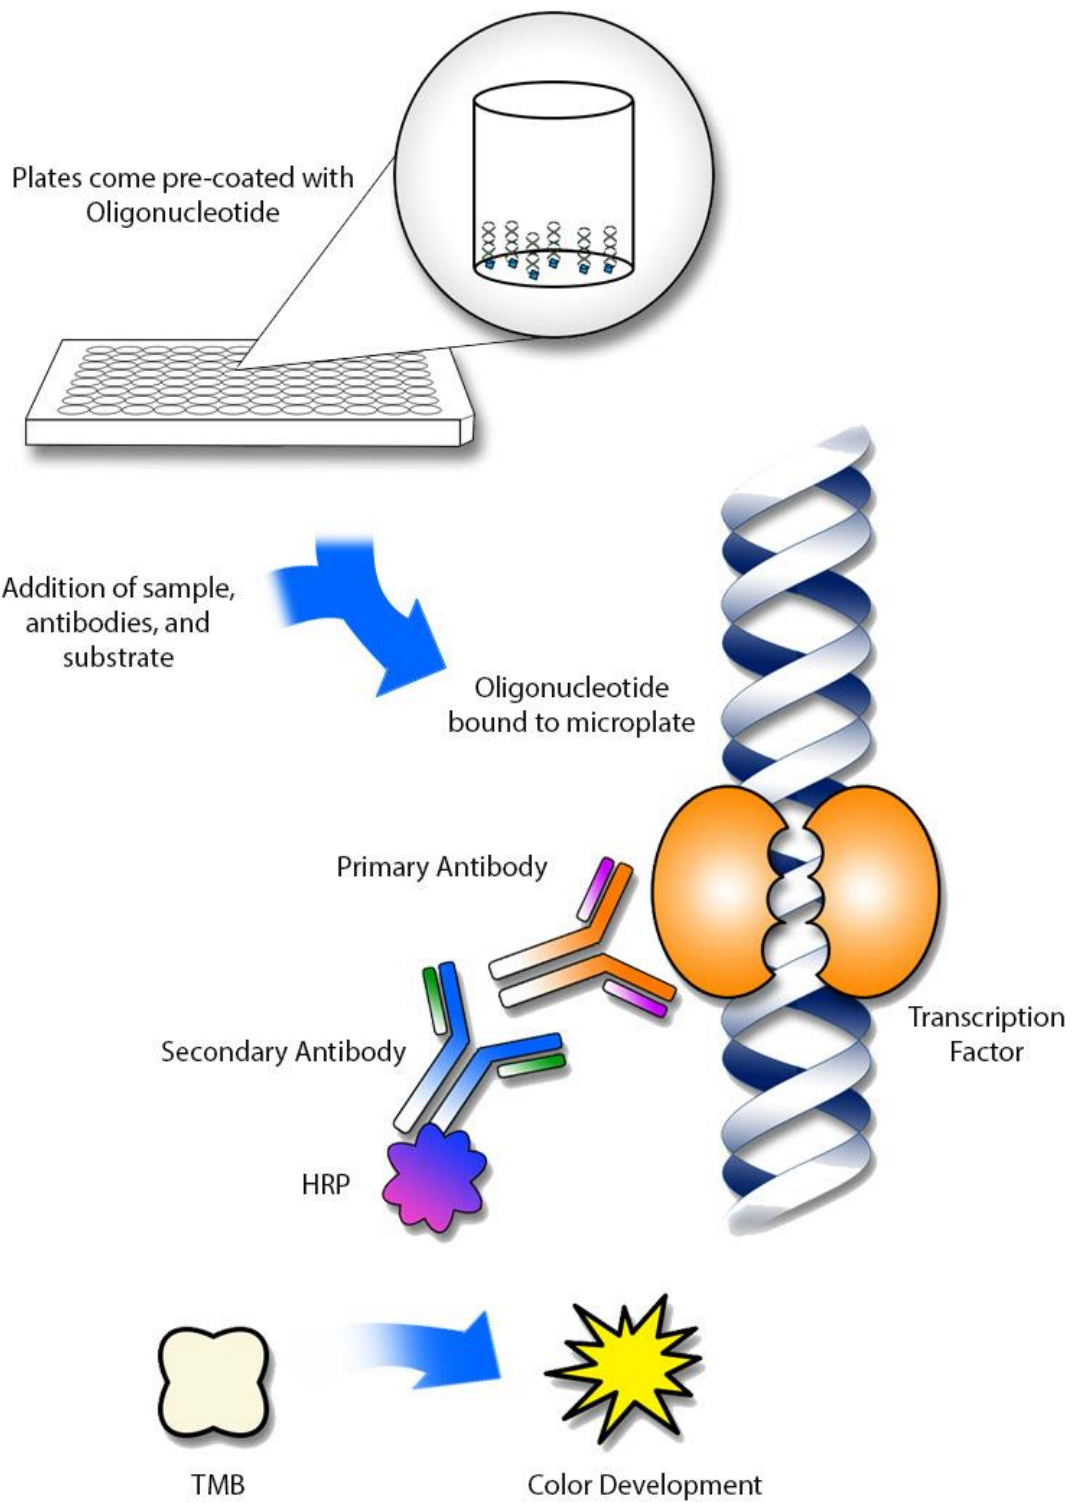 Plates come pre-coated with
Oligonucleotide
Addition of sample,
antibodies, and
substrate
Oligonucleotide
bound to microplate
Primary Antibody
Transcription
Factor
Secondary Antibody
HRP
TMB
Color Development